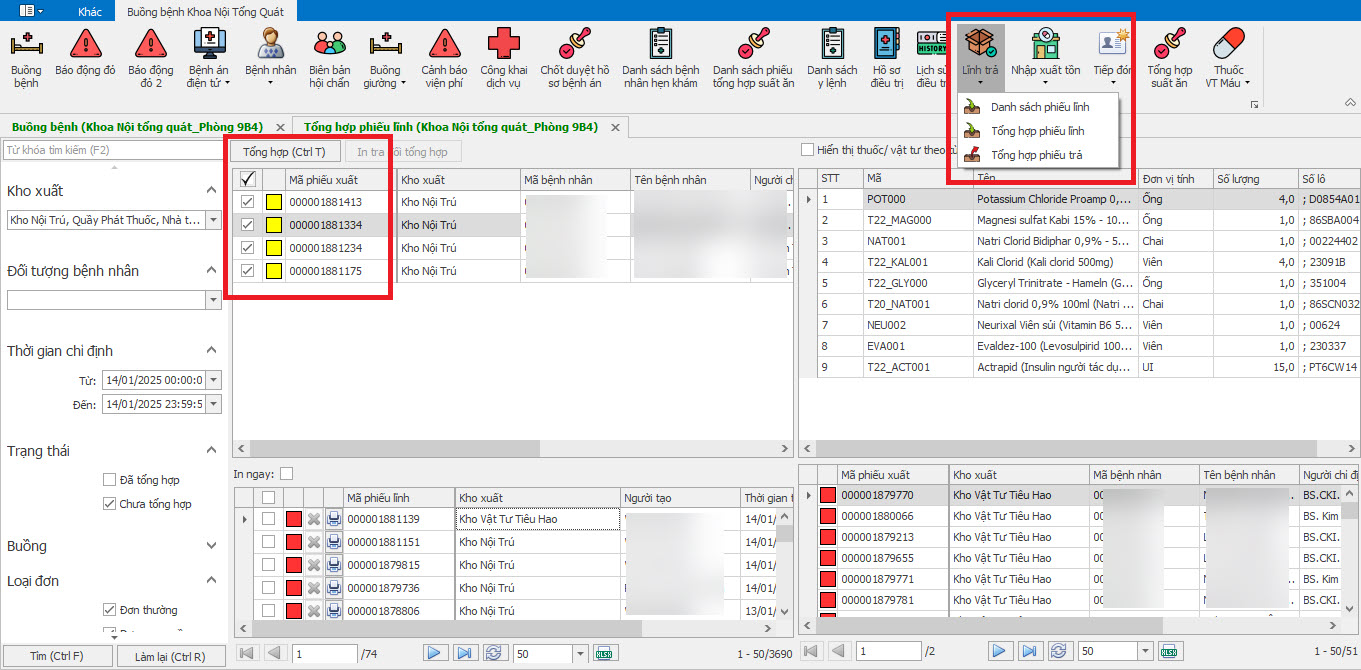 Khác
Buồng bệnh Khoa Nội Tổng Quát
Buồng bệnh
Báo động đỏ
Báo động đỏ 2
Bệnh án điện tử
Bệnh nhân
Biên bản hội chẩn
Buồng giường
Cảnh báo viện phí
Công khai dịch vụ
Chốt duyệt hồ sơ bệnh án
Danh sách bệnh nhân hẹn khám
Danh sách phiếu tổng hợp suất ăn
Danh sách y lệnh
Hồ sơ điều trị
HISTORY
Lịch sử điều trị
Lĩnh trả
Nhập xuất tồn
Tiếp đón
Tổng hợp suất ăn
Thuốc VT Máu
Danh sách phiếu lĩnh
Tổng hợp phiếu lĩnh
Tổng hợp phiếu trả
Buồng bệnh (Khoa Nội tổng quát_Phòng 9B4)
Tổng hợp phiếu lĩnh (Khoa Nội tổng quát_Phòng 9B4)
Từ khóa tìm kiếm (F2)
Kho xuất
Kho Nội Trú, Quầy Phát Thuốc, Nhà t...
Đối tượng bệnh nhân
Thời gian chỉ định
Từ: 14/01/2025 00:00:0
Đến: 14/01/2025 23:59:5
Trạng thái
Đã tổng hợp
Chưa tổng hợp
Buồng
Loại đơn
Đơn thường
Tìm (Ctrl F)
Làm lại (Ctrl R)
Tổng hợp (Ctrl T)
In tra đối tổng hợp
Mã phiếu xuất Kho xuất Mã bệnh nhân Tên bệnh nhân Người ch
000001881413 Kho Nội Trú
000001881334 Kho Nội Trú
000001881234 Kho Nội Trú
000001881175 Kho Nội Trú
Hiển thị thuốc/ vật tư theo
STT Mã Tên Đơn vị tính Số lượng Số lô
1 POT000 Potassium Chloride Proamp 0,... Ống 4,0 ; D0854A01
2 T22_MAG000 Magnesi sulfat Kabi 15% - 10... Ống 1,0 ; 86SBA004
3 NAT001 Natri Clorid Bidiphar 0,9% - 5... Chai 1,0 ; 00224402
4 T22_KAL001 Kali Clorid (Kali clorid 500mg) Viên 4,0 ; 23091B
5 T22_GLY000 Glyceryl Trinitrate - Hameln (G... Ống 1,0 ; 351004
6 T20_NAT001 Natri clorid 0,9% 100ml (Natri ... Chai 1,0 ; 86SCN032
7 NEU002 Neurixal Viên sủi (Vitamin B6 5... Viên 1,0 ; 00624
8 EVA001 Evaldez-100 (Levosulpirid 100... Viên 1,0 ; 230337
9 T22_ACT001 Actrapid (Insulin người tác dụ... UI 15,0 ; PT6CW14
In ngay:
Mã phiếu lĩnh Kho xuất Người tạo Thời gian t
000001881139 Kho Vật Tư Tiêu Hao 14/01/
000001881151 Kho Nội Trú 14/01/
000001879815 Kho Nội Trú 14/01/
000001879736 Kho Nội Trú 14/01/
000001878806 Kho Nội Trú 13/01/
1 /74 50 XLSX 1 - 50/3690
Mã phiếu xuất Kho xuất Mã bệnh nhân Tên bệnh nhân Người chỉ đị
000001879770 Kho Vật Tư Tiêu Hao 00 BS.CKI.
000001880066 Kho Vật Tư Tiêu Hao 00 BS. Kim
000001879213 Kho Vật Tư Tiêu Hao 00 BS.CKI.
000001879655 Kho Vật Tư Tiêu Hao 00 BS.CKI.
000001879771 Kho Vật Tư Tiêu Hao 00 BS. Kim
000001879781 Kho Vật Tư Tiêu Hao 00 BS.CKI.
1 /2 50 XLSX 1 - 50/51